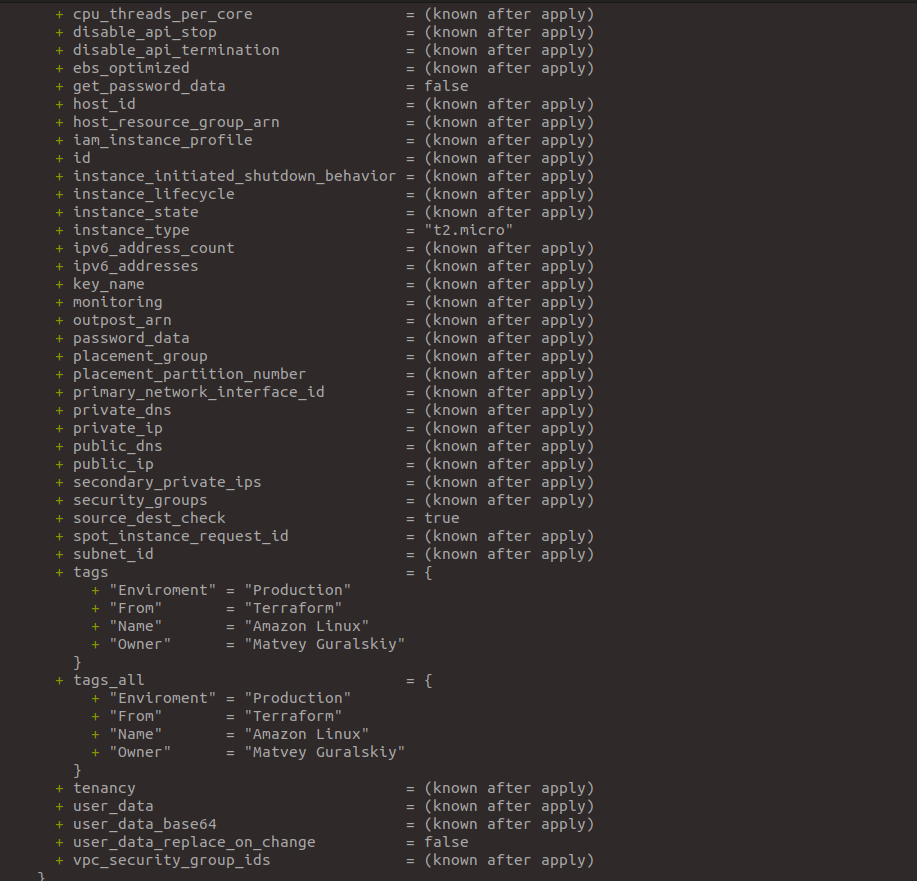 + cpu_threads_per_core                 = (known after apply)
+ disable_api_stop                     = (known after apply)
+ disable_api_termination              = (known after apply)
+ ebs_optimized                        = (known after apply)
+ get_password_data                    = false
+ host_id                              = (known after apply)
+ host_resource_group_arn              = (known after apply)
+ iam_instance_profile                 = (known after apply)
+ id                                   = (known after apply)
+ instance_initiated_shutdown_behavior = (known after apply)
+ instance_lifecycle                   = (known after apply)
+ instance_state                       = (known after apply)
+ instance_type                        = "t2.micro"
+ ipv6_address_count                   = (known after apply)
+ ipv6_addresses                       = (known after apply)
+ key_name                             = (known after apply)
+ monitoring                           = (known after apply)
+ outpost_arn                          = (known after apply)
+ password_data                        = (known after apply)
+ placement_group                      = (known after apply)
+ placement_partition_number           = (known after apply)
+ primary_network_interface_id         = (known after apply)
+ private_dns                          = (known after apply)
+ private_ip                           = (known after apply)
+ public_dns                           = (known after apply)
+ public_ip                            = (known after apply)
+ secondary_private_ips                = (known after apply)
+ security_groups                      = (known after apply)
+ source_dest_check                    = true
+ spot_instance_request_id             = (known after apply)
+ subnet_id                            = (known after apply)
+ tags                                 = {
    + "Enviroment" = "Production"
    + "From"       = "Terraform"
    + "Name"       = "Amazon Linux"
    + "Owner"      = "Matvey Guralskiy"
  }
+ tags_all                             = {
    + "Enviroment" = "Production"
    + "From"       = "Terraform"
    + "Name"       = "Amazon Linux"
    + "Owner"      = "Matvey Guralskiy"
  }
+ tenancy                              = (known after apply)
+ user_data                            = (known after apply)
+ user_data_base64                     = (known after apply)
+ user_data_replace_on_change          = false
+ vpc_security_group_ids               = (known after apply)
}